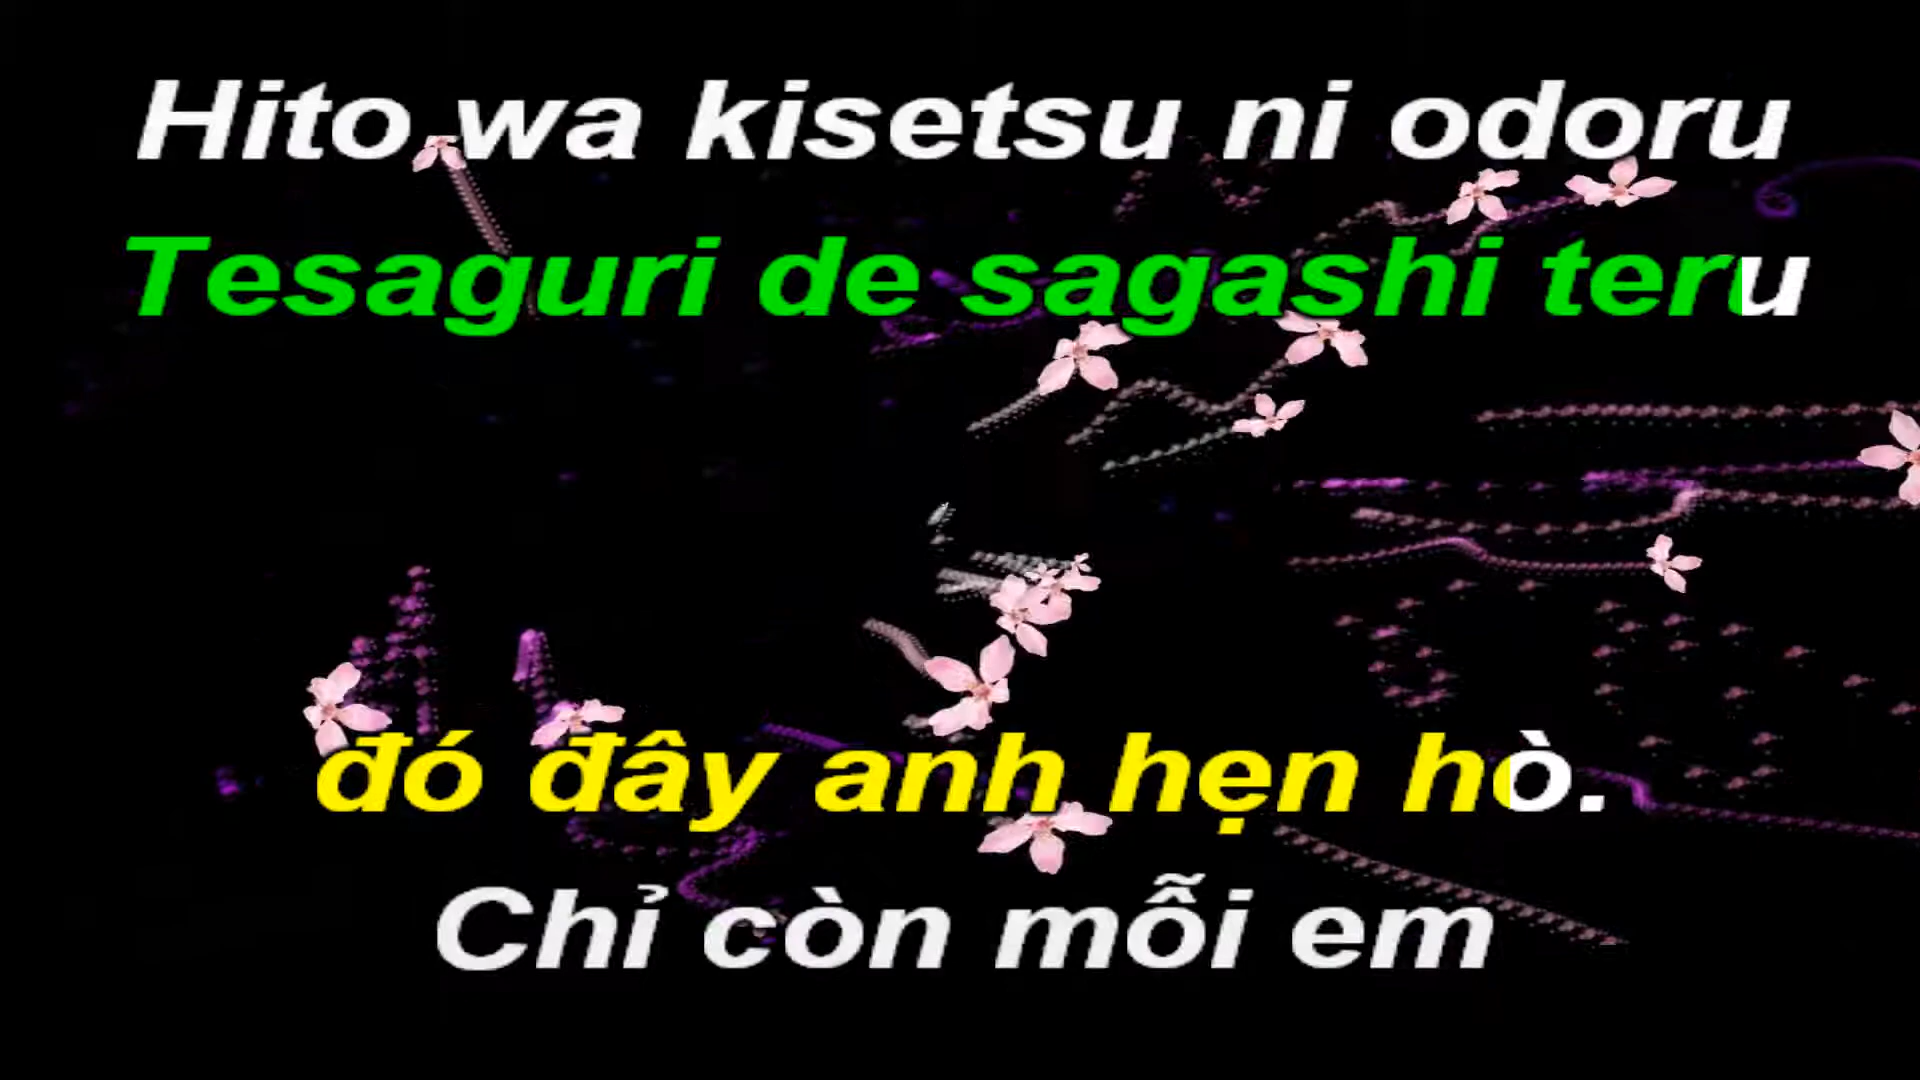 Hito wa kisetsu ni odoru
Tesaguri de sagashi teru
đó đây anh hẹn hò.
Chỉ còn mỗi em